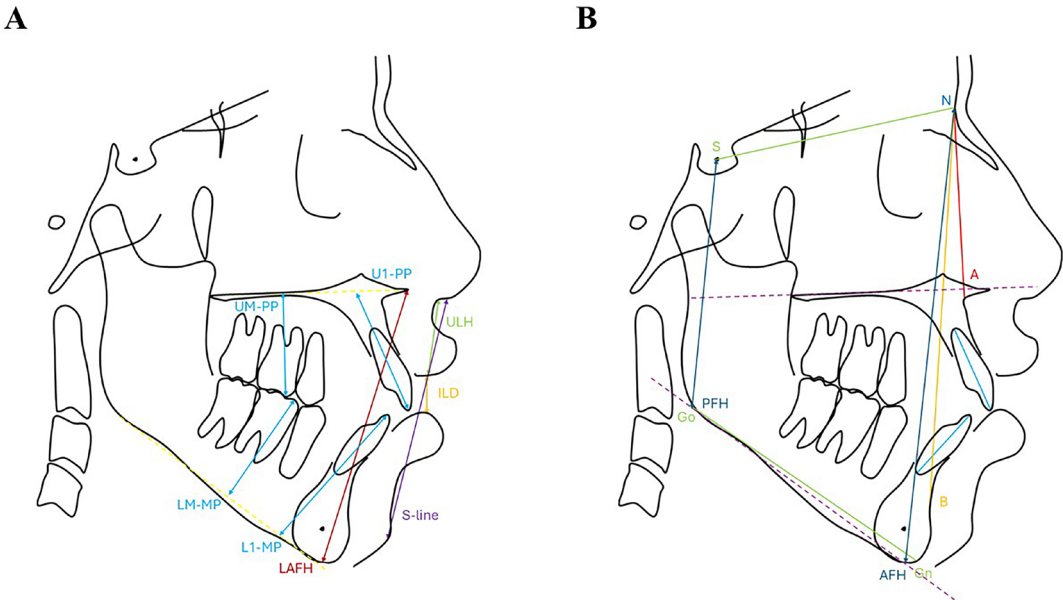 A
U1-PP
UM-PP
ULH
ILD
LM-MP
S-line
L1-MP
LAFH
B
N
S
A
PFH
Go
B
AFH
Gn